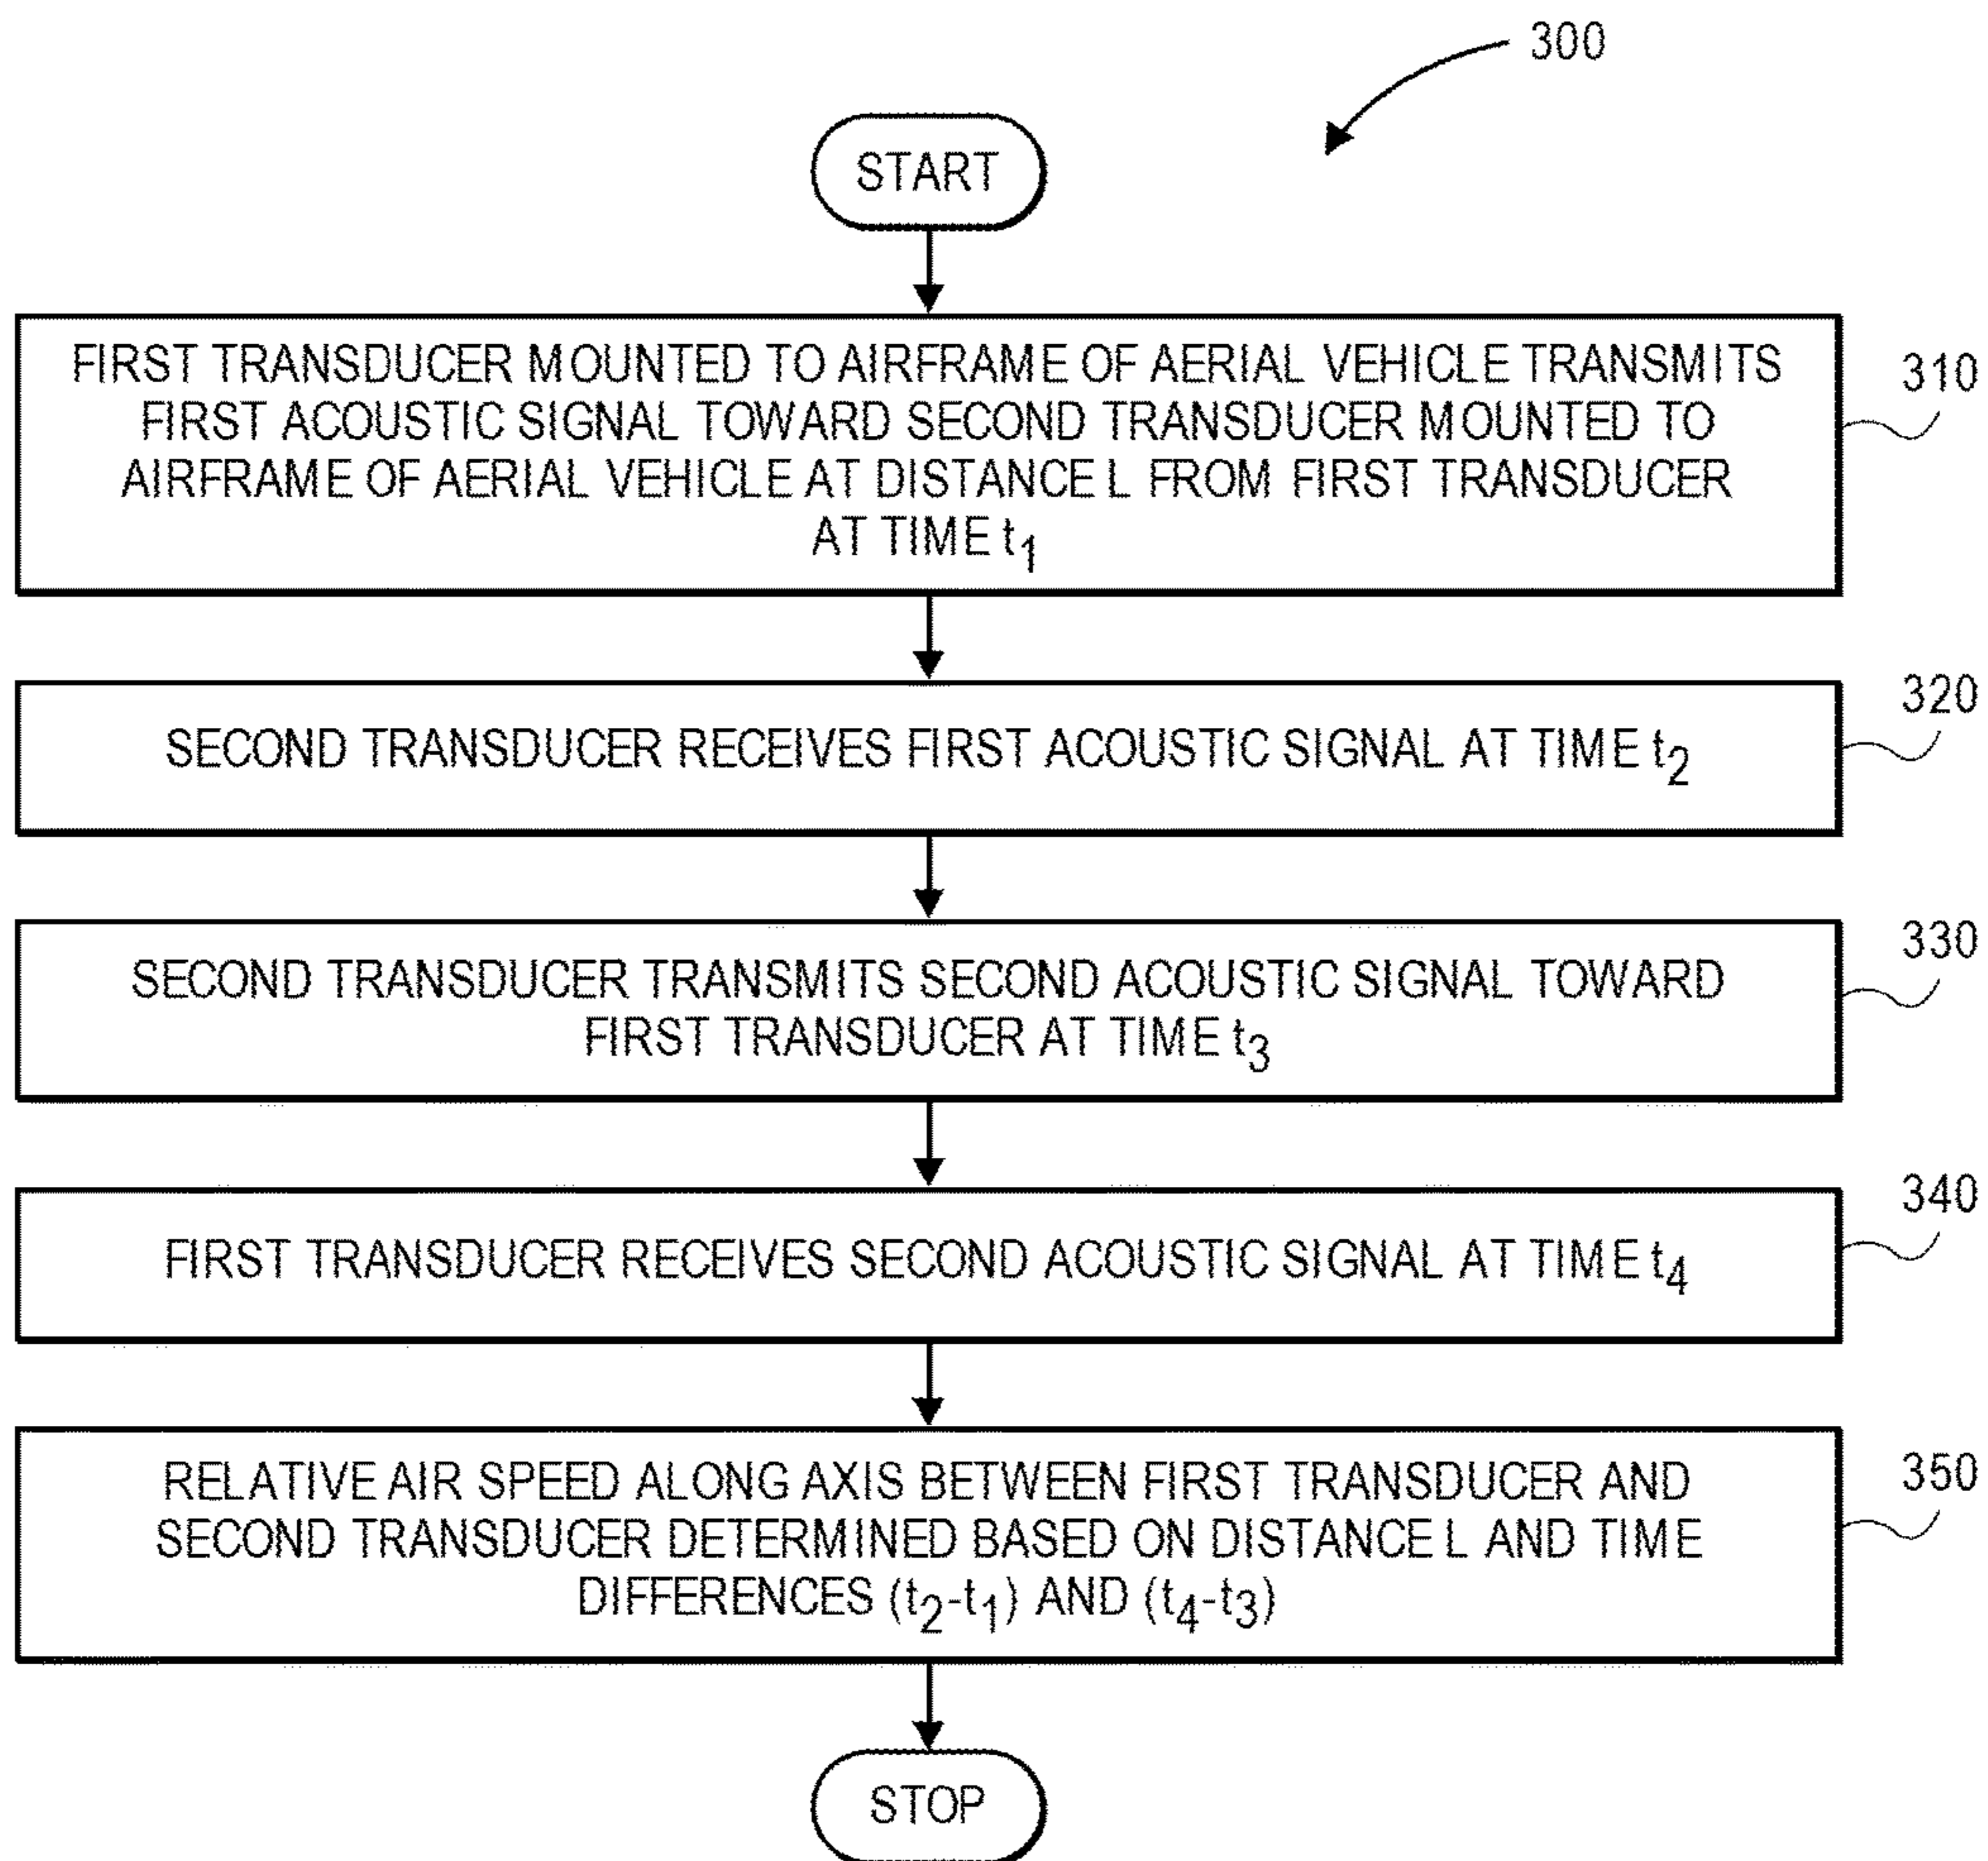 300
START
FIRST TRANSDUCER MOUNTED TO AIRFRAME OF AERIAL VEHICLE TRANSMITS
FIRST ACOUSTIC SIGNAL TOWARD SECOND TRANSDUCER MOUNTED TO
AIRFRAME OF AERIAL VEHICLE AT DISTANCE L FROM FIRST TRANSDUCER
AT TIME t₁
310
SECOND TRANSDUCER RECEIVES FIRST ACOUSTIC SIGNAL AT TIME t₂
320
SECOND TRANSDUCER TRANSMITS SECOND ACOUSTIC SIGNAL TOWARD
FIRST TRANSDUCER AT TIME t₃
330
FIRST TRANSDUCER RECEIVES SECOND ACOUSTIC SIGNAL AT TIME t₄
340
RELATIVE AIR SPEED ALONG AXIS BETWEEN FIRST TRANSDUCER AND
SECOND TRANSDUCER DETERMINED BASED ON DISTANCE L AND TIME
DIFFERENCES (t₂-t₁) AND (t₄-t₃)
350
STOP